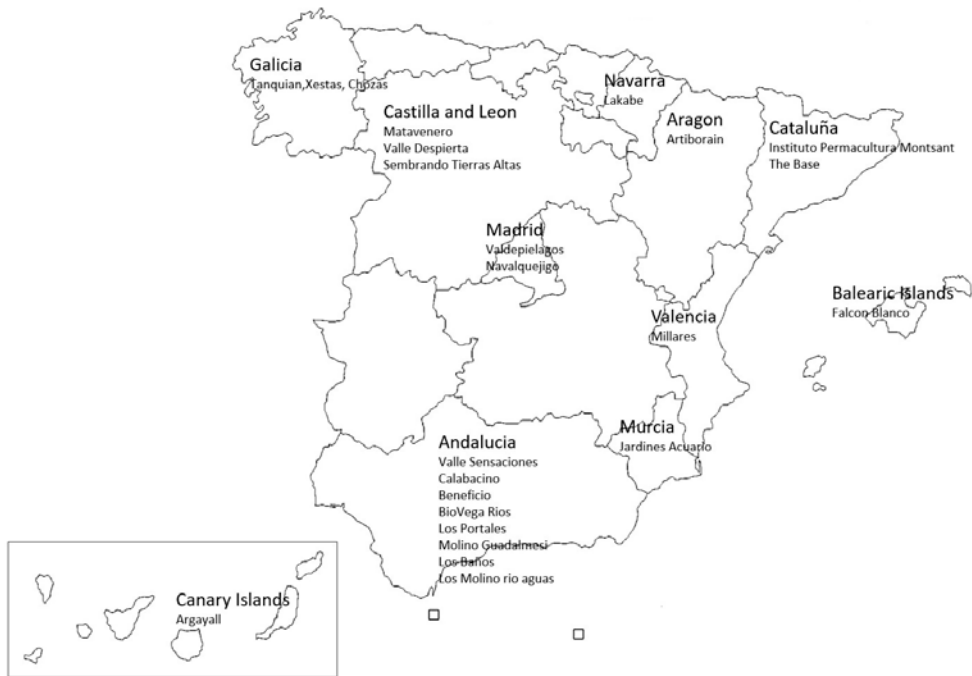 Galicia
Tanquian,Xestas, Chozas
Castilla and Leon
Matavenero
Valle Despierta
Sembrando Tierras Altas
Navarra
Lakabe
Aragon
Artiborain
Cataluña
Instituto Permacultura Montsant
The Base
Madrid
Valdepielagos
Navalquejigo
Valencia
Millares
Balearic Islands
Falcon Blanco
Murcia
Jardines Acuario
Andalucia
Valle Sensaciones
Calabacino
Beneficio
BioVega Rios
Los Portales
Molino Guadalmesi
Los Baños
Los Molino rio aguas
Canary Islands
Argayall